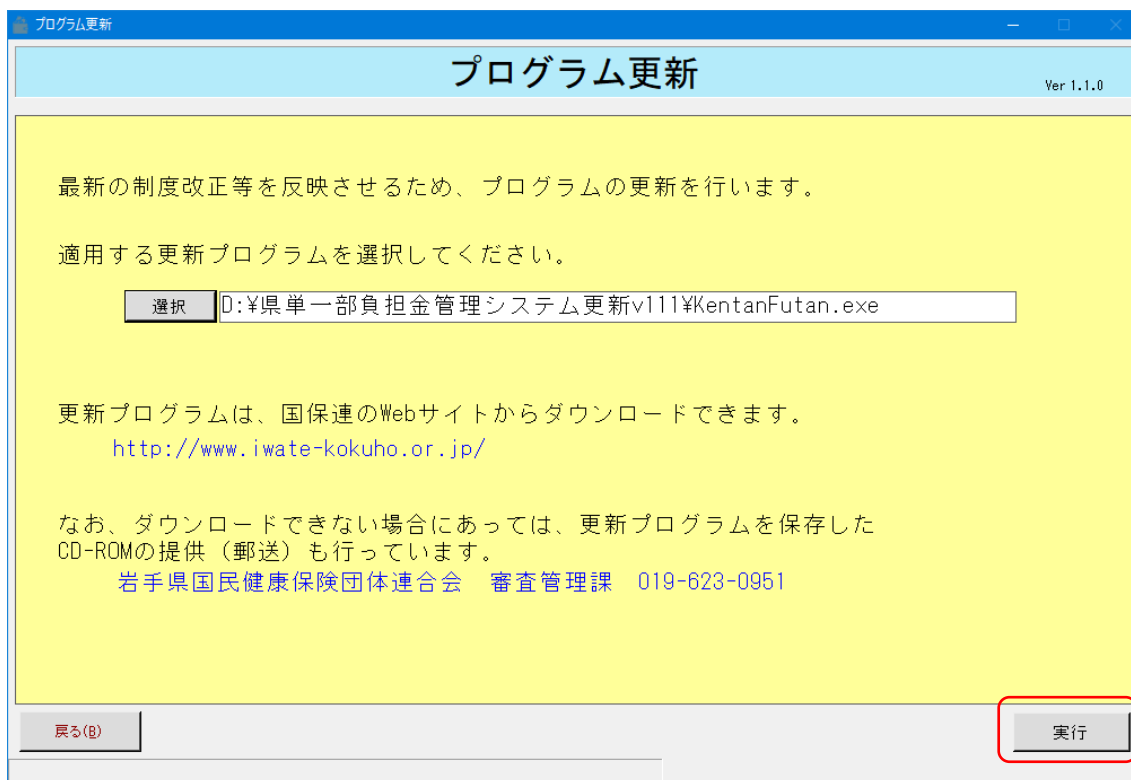 プログラム更新
プログラム更新
Ver 1.1.0
最新の制度改正等を反映させるため、プログラムの更新を行います。
適用する更新プログラムを選択してください。
選択 D:¥県単一部負担金管理システム更新v111¥KentanFutan.exe
更新プログラムは、国保連のWebサイトからダウンロードできます。
http://www.iwate-kokuho.or.jp/
なお、ダウンロードできない場合にあっては、更新プログラムを保存した
CD-ROMの提供（郵送）も行っています。
岩手県国民健康保険団体連合会　審査管理課　019-623-0951
戻る(B) 実行